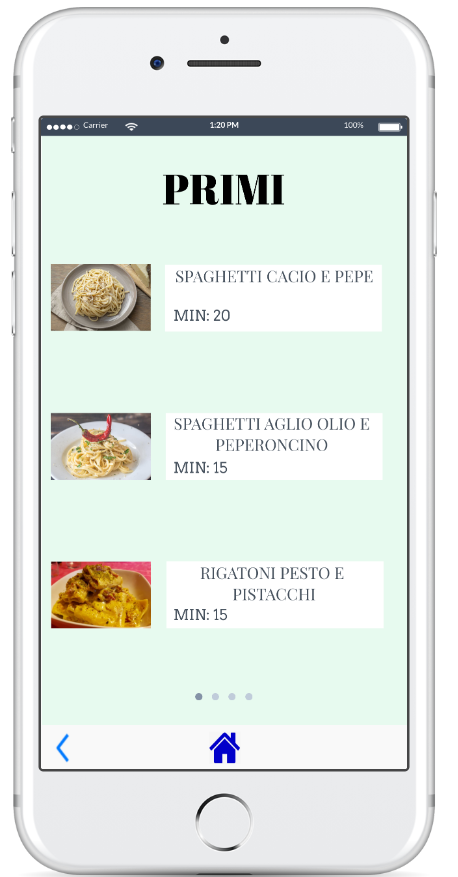 Carrier
1:20 PM
100%
PRIMI
SPAGHETTI CACIO E PEPE
MIN: 20
SPAGHETTI AGLIO OLIO E
PEPERONCINO
MIN: 15
RIGATONI PESTO E
PISTACCHI
MIN: 15